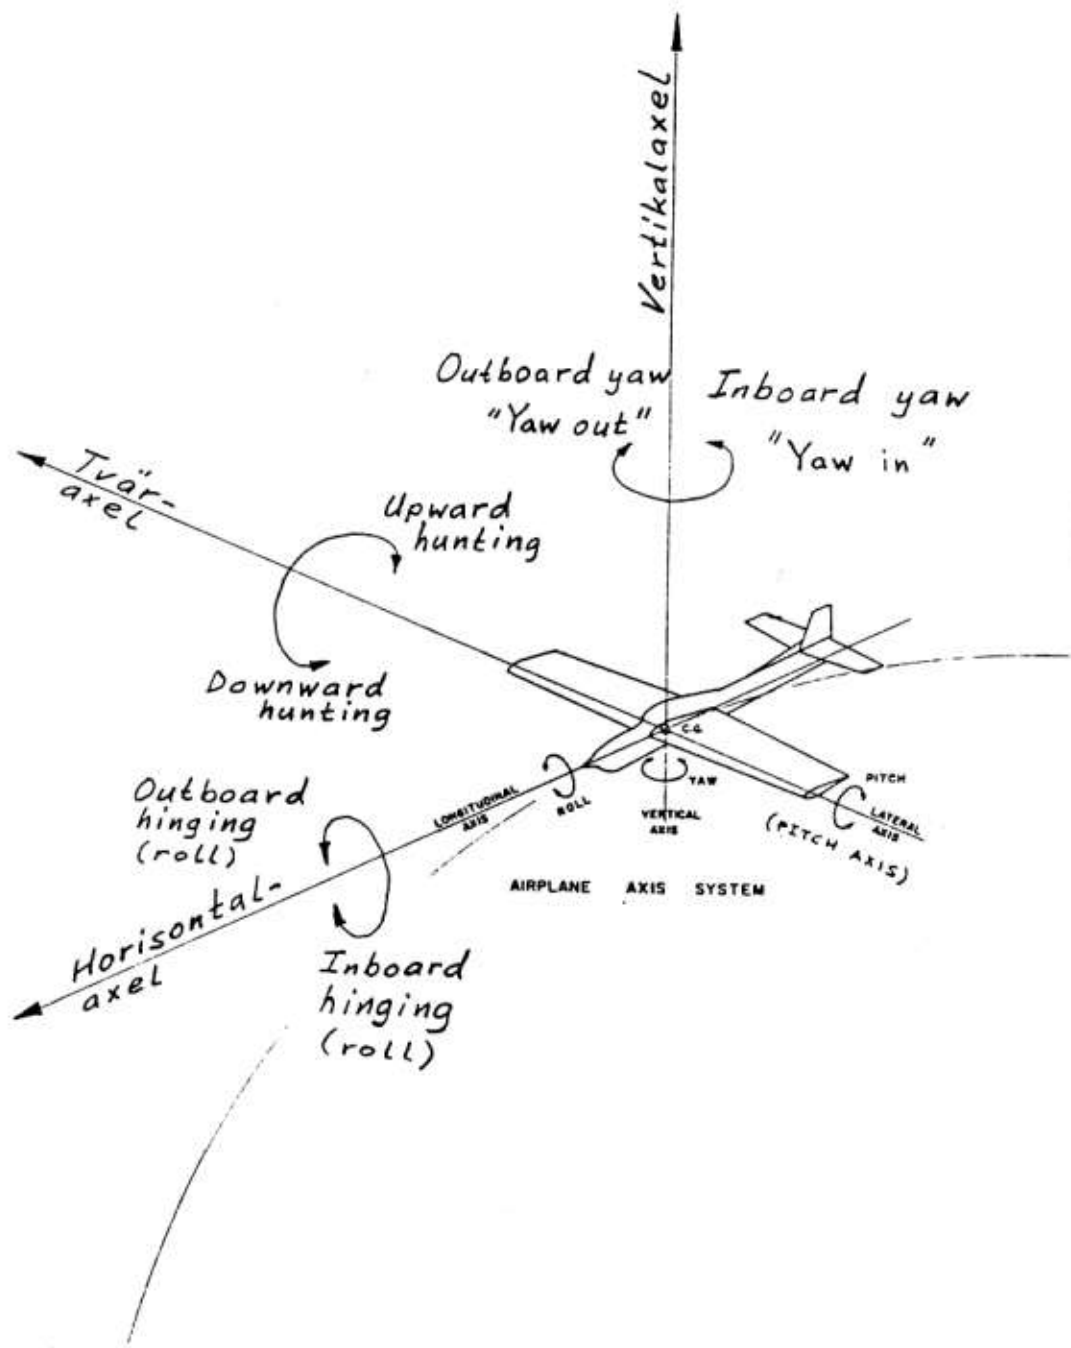 Vertikalaxel
Outboard yaw
"Yaw out"
Inboard yaw
"Yaw in"
Tvär-
axel
Upward
hunting
Downward
hunting
C.G.
PITCH
YAW
LATERAL
AXIS
(PITCH AXIS)
ROLL
VERTICAL
AXIS
LONGITUDINAL
AXIS
AIRPLANE AXIS SYSTEM
Outboard
hinging
(roll)
Horisontal-
axel
Inboard
hinging
(roll)